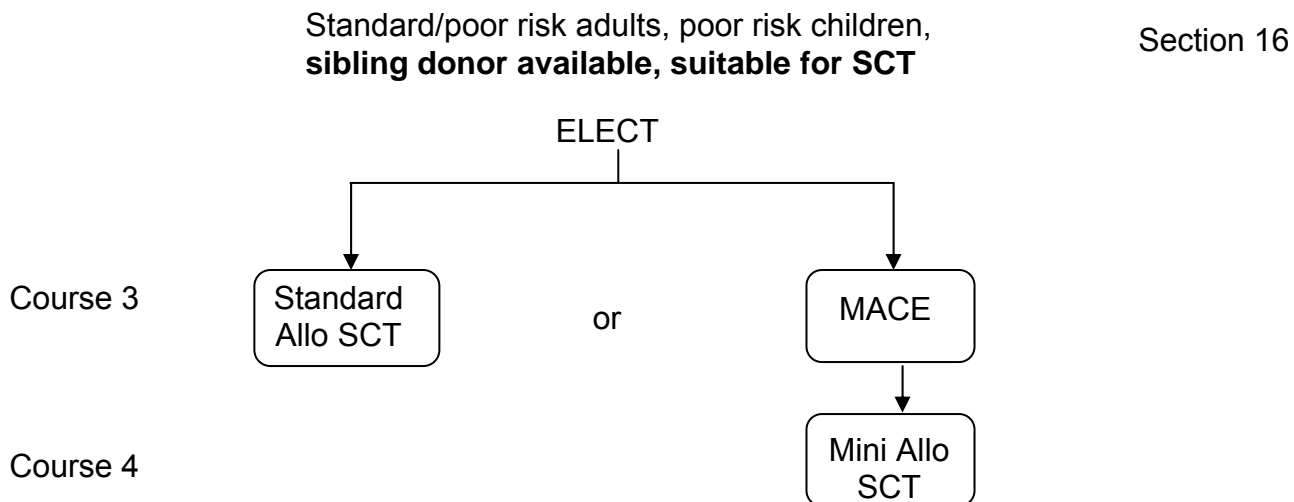 Standard/poor risk adults, poor risk children,
sibling donor available, suitable for SCT
Section 16
ELECT
Course 3
Standard
Allo SCT
or
MACE
Course 4
Mini Allo
SCT